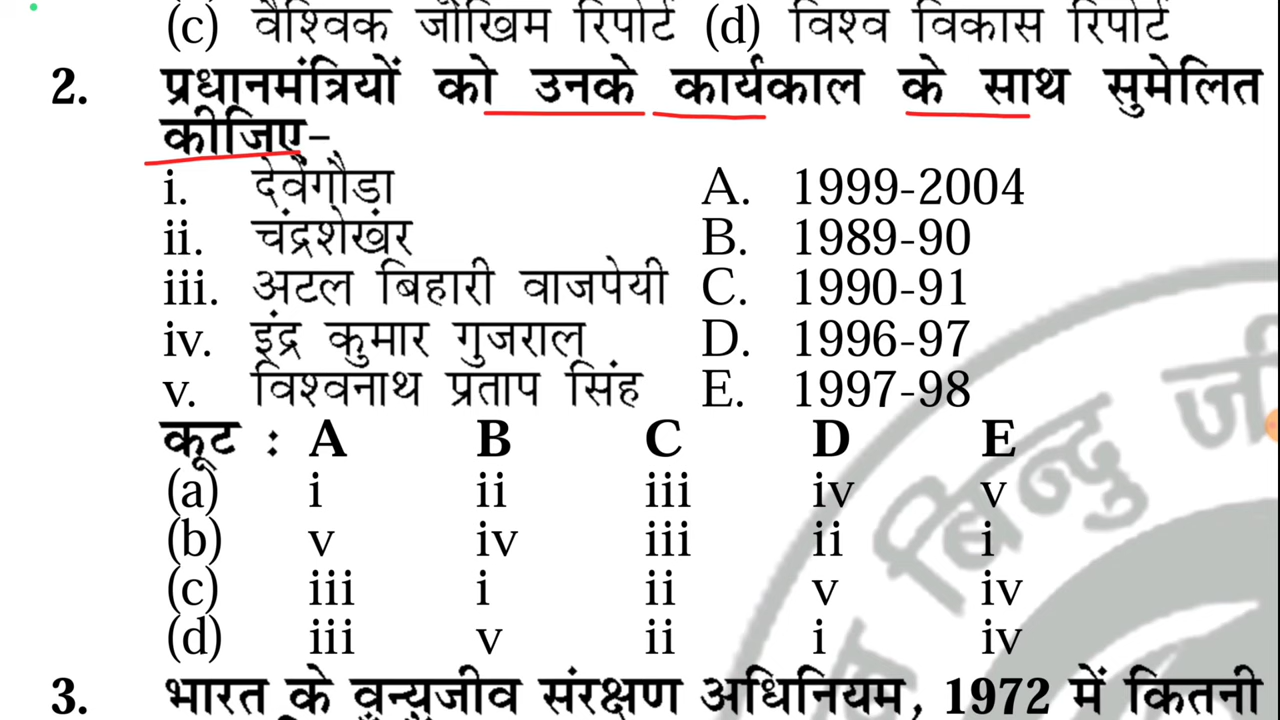 (c) वैश्विक जोखिम रिपोर्ट (d) विश्व विकास रिपोर्ट
2. प्रधानमंत्रियों को उनके कार्यकाल के साथ सुमेलित
कीजिए-
i. देवेगौड़ा A. 1999-2004
ii. चंद्रशेखर B. 1989-90
iii. अटल बिहारी वाजपेयी C. 1990-91
iv. इंद्र कुमार गुजराल D. 1996-97
v. विश्वनाथ प्रताप सिंह E. 1997-98
कूट : A B C D E
(a) i ii iii iv v
(b) v iv iii ii i
(c) iii i ii v iv
(d) iii v ii i iv
3. भारत के वन्यजीव संरक्षण अधिनियम, 1972 में कितनी
बिन्दु